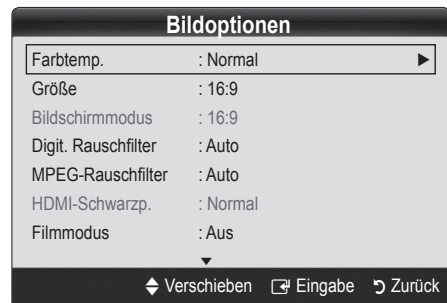 Bildoptionen
Farbtemp. : Normal ►
Größe : 16:9
Bildschirmmodus : 16:9
Digit. Rauschfilter : Auto
MPEG-Rauschfilter : Auto
HDMI-Schwarzp. : Normal
Filmmodus : Aus
▼
Verschieben Eingabe Zurück